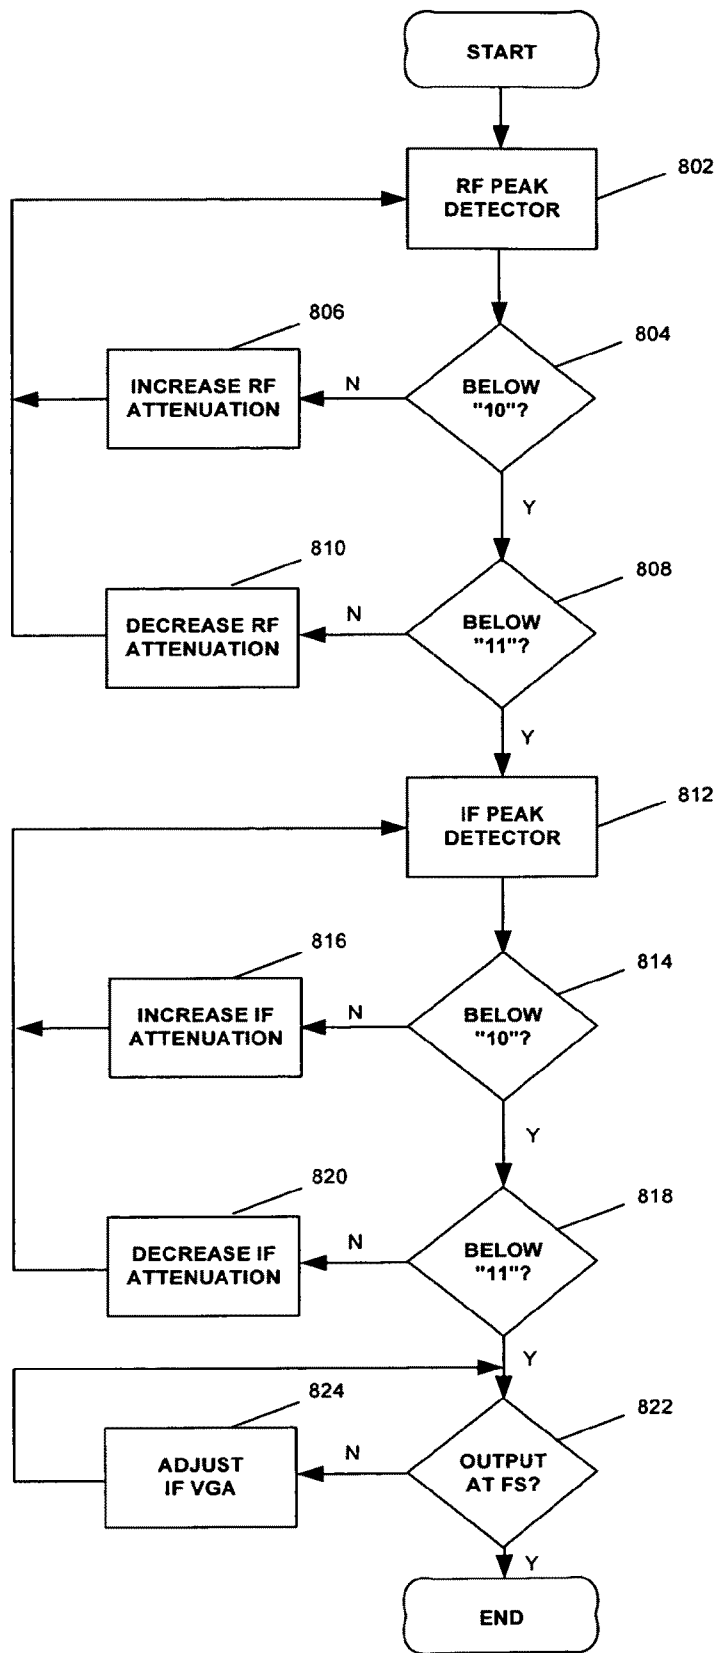 START
RF PEAK
DETECTOR
802
806
804
INCREASE RF
ATTENUATION
N
BELOW
"10"?
Y
810
808
DECREASE RF
ATTENUATION
N
BELOW
"11"?
Y
IF PEAK
DETECTOR
812
816
814
INCREASE IF
ATTENUATION
N
BELOW
"10"?
Y
820
818
DECREASE IF
ATTENUATION
N
BELOW
"11"?
Y
824
822
ADJUST
IF VGA
N
OUTPUT
AT FS?
Y
END